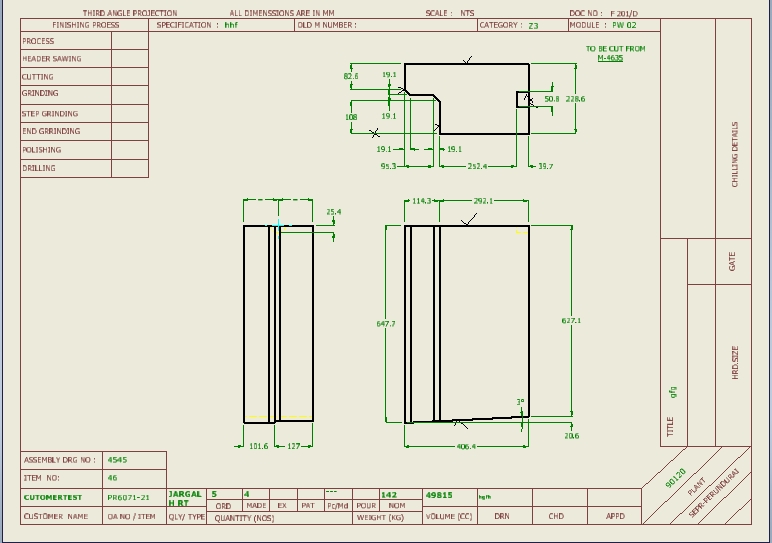 THIRD ANGLE PROJECTION ALL DIMENSSIONS ARE IN MM SCALE : NTS DOC NO : F 201/D
FINISHING PROESS SPECIFICATION : hhf OLD M NUMBER : CATEGORY : Z3 MODULE : PW 02
PROCESS
HEADER SAWING
CUTTING
GRINDING
STEP GRINDING
END GRRINDING
POLISHING
DRILLING
TO BE CUT FROM
M-4635
82.6 19.1
108 19.1
50.8 228.6
19.1 19.1
95.3 252.4 39.7
CHILLING DETAILS
GATE
HRD.SIZE
TITLE gfg
25.4
114.3 292.1
647.7 627.1
3°
20.6
101.6 127
406.4
ASSEMBLY DRG NO : 4545
ITEM NO: 46
CUTOMERTEST PR6071-21 JARGAL H RT 5 4 --- 142 49815 hgfh
ORD MADE EX PAT Pc/Md POUR NOM
CUSTOMER NAME OA NO / ITEM QLY/ TYPE QUANTITY (NOS) WEIGHT (KG) VOLUME (CC) DRN CHD APPD
90120
PLANT
SEPR-PERUNDURAI